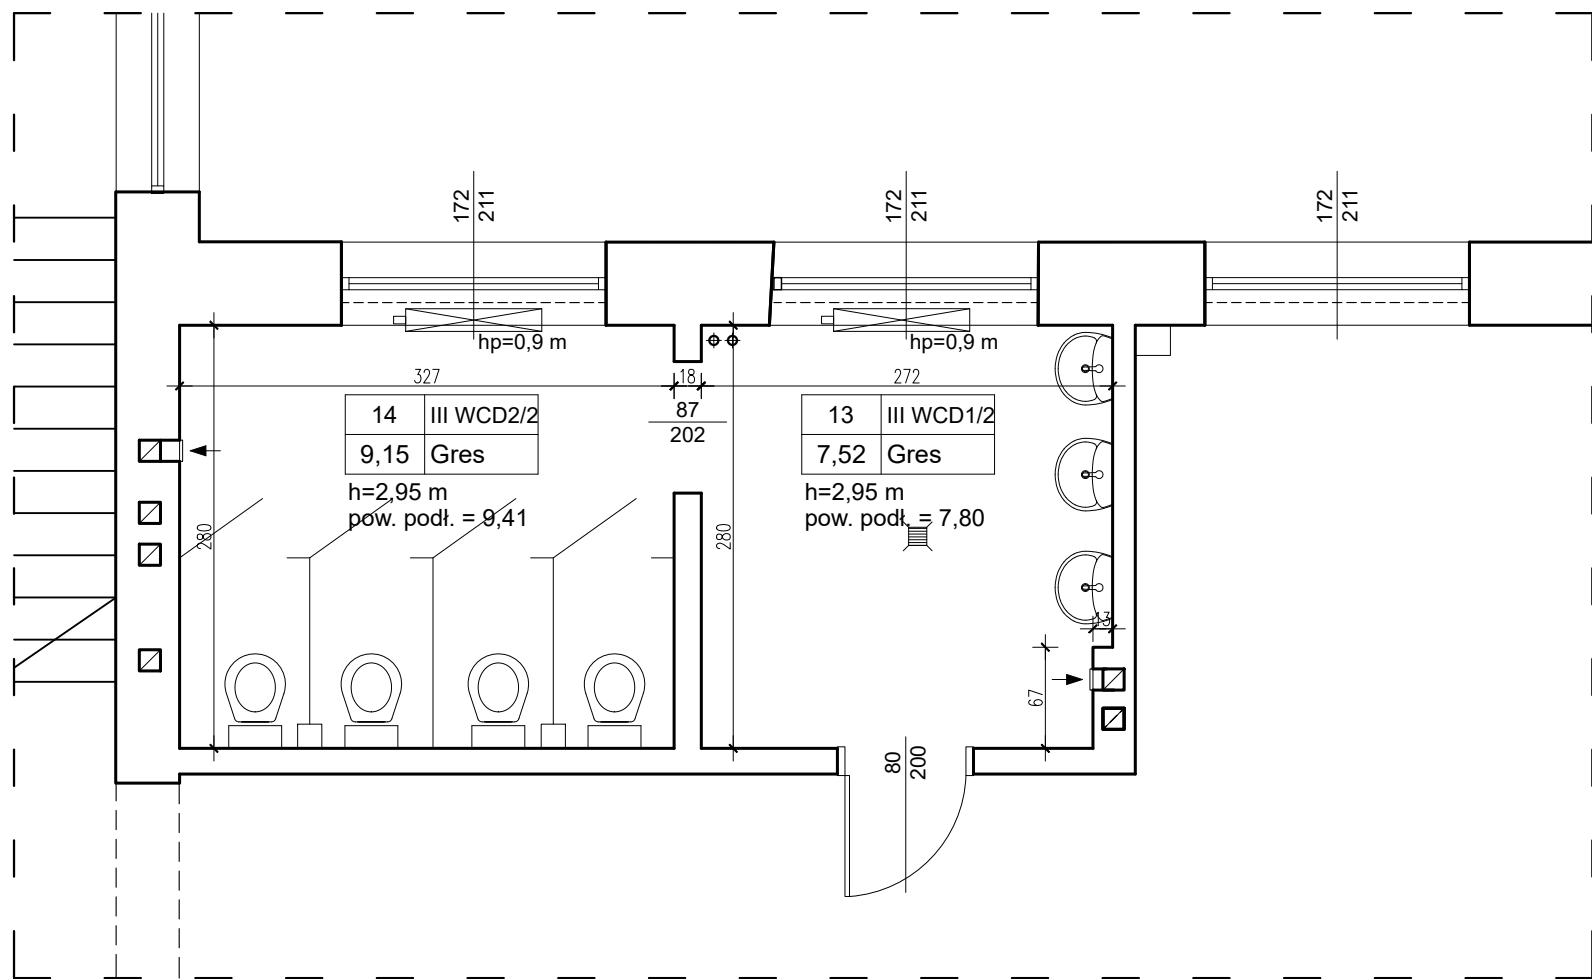 172
211
172
211
172
211
hp=0,9 m
hp=0,9 m
327
18
272
14
III WCD2/2
9,15
Gres
h=2,95 m
pow. podł. = 9,41
87
202
13
III WCD1/2
7,52
Gres
h=2,95 m
pow. podł. = 7,80
280
280
13
67
80
200